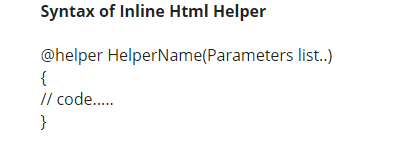 Syntax of Inline Html Helper
@helper HelperName(Parameters list..)
{
// code.....
}